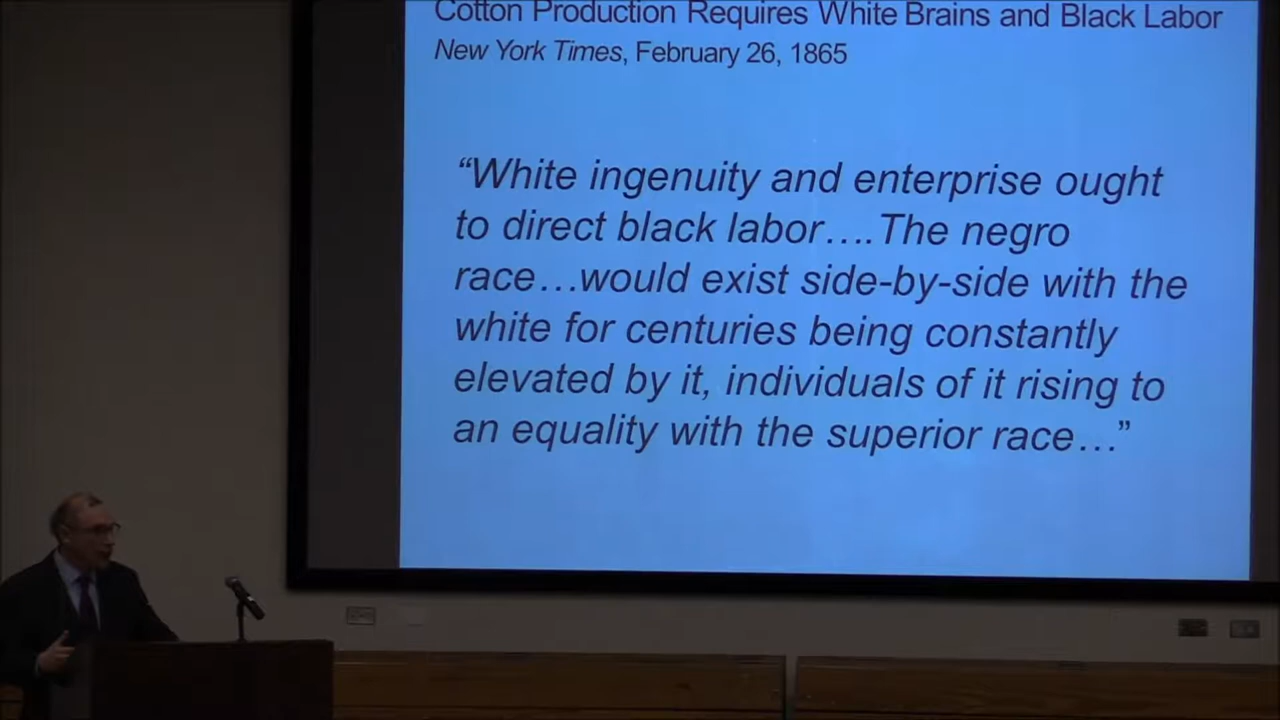 Cotton Production Requires White Brains and Black Labor
New York Times, February 26, 1865
“White ingenuity and enterprise ought
to direct black labor….The negro
race…would exist side-by-side with the
white for centuries being constantly
elevated by it, individuals of it rising to
an equality with the superior race…”